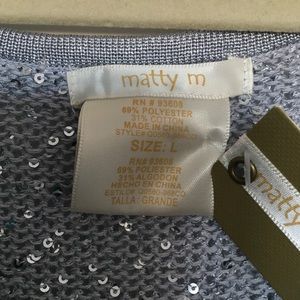 matty m
RN # 93608
69% POLYESTER
31% COTTON
MADE IN CHINA
SIZE: L
RN# 93608
69% POLYESTER
31% ALGODON
HECHO EN CHINA
TALLA: GRANDE
matty